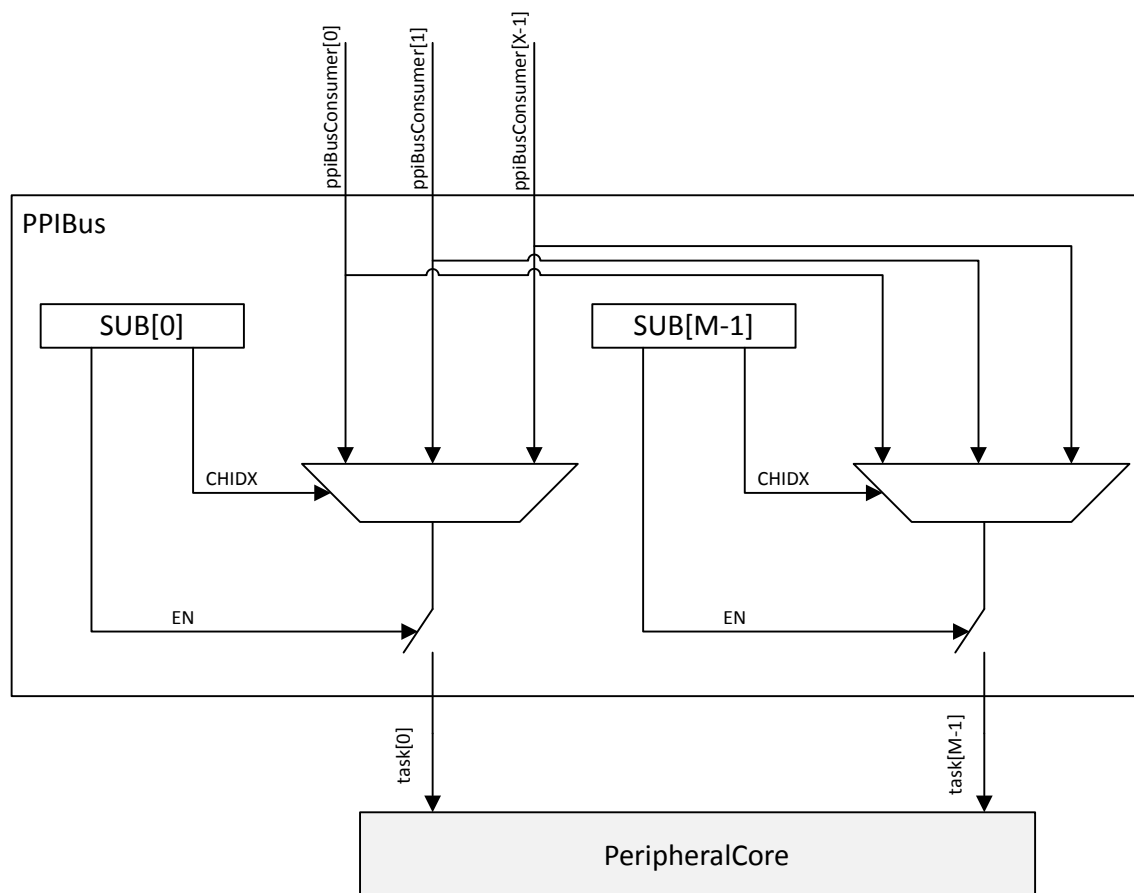 ppiBusConsumer[0]
ppiBusConsumer[1]
ppiBusConsumer[X-1]
PPIBus
SUB[0]
SUB[M-1]
CHIDX
CHIDX
EN
EN
task[0]
task[M-1]
PeripheralCore